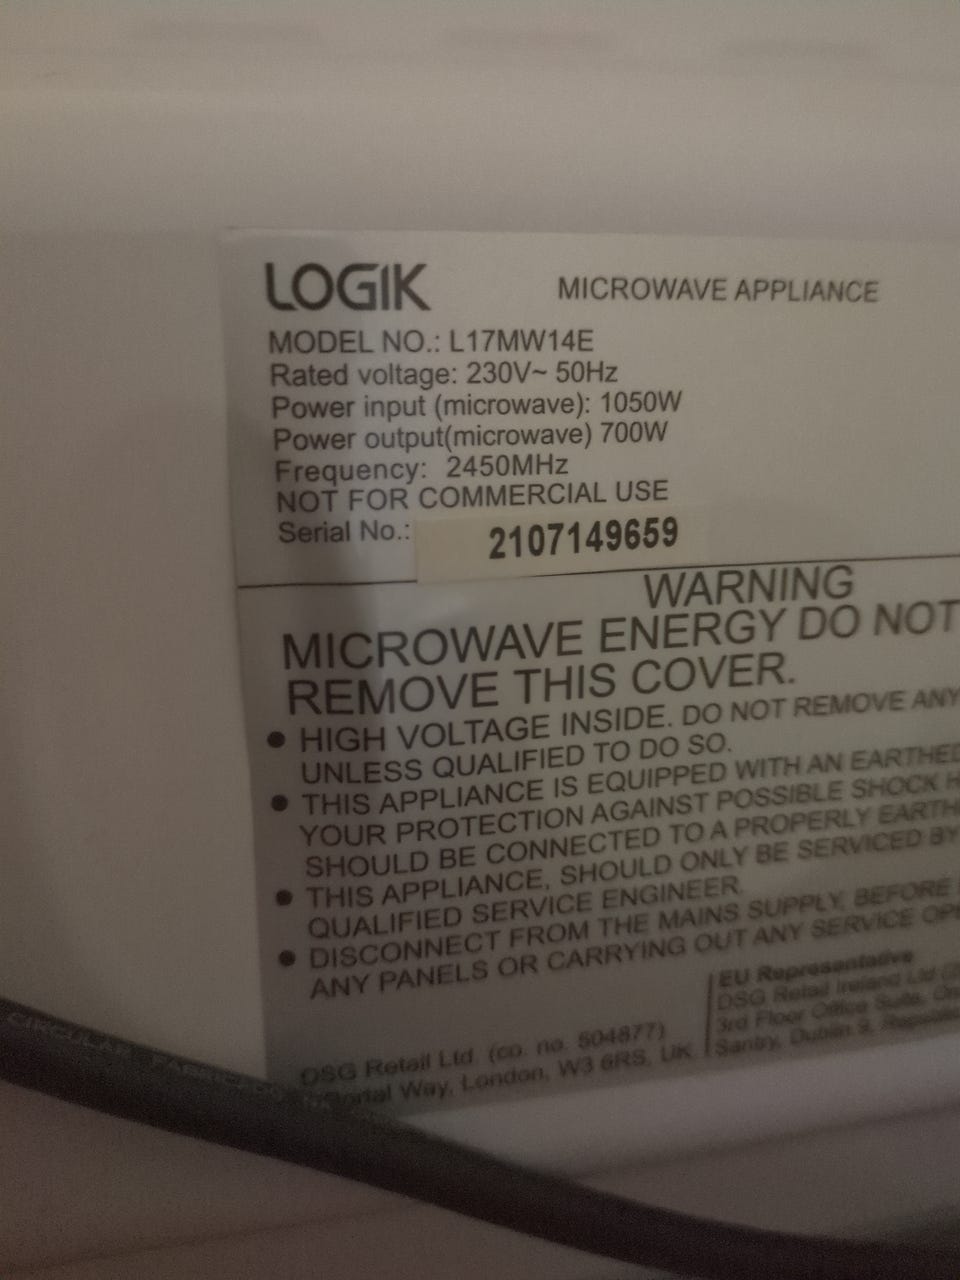 LOGIK MICROWAVE APPLIANCE
MODEL NO.: L17MW14E
Rated voltage: 230V~ 50Hz
Power input (microwave): 1050W
Power output(microwave) 700W
Frequency: 2450MHz
NOT FOR COMMERCIAL USE
Serial No.: 2107149659
WARNING
MICROWAVE ENERGY DO NOT
REMOVE THIS COVER.
● HIGH VOLTAGE INSIDE. DO NOT REMOVE ANY
UNLESS QUALIFIED TO DO SO.
● THIS APPLIANCE IS EQUIPPED WITH AN EARTHED
YOUR PROTECTION AGAINST POSSIBLE SHOCK H
SHOULD BE CONNECTED TO A PROPERLY EARTH
● THIS APPLIANCE, SHOULD ONLY BE SERVICED BY
QUALIFIED SERVICE ENGINEER.
● DISCONNECT FROM THE MAINS SUPPLY, BEFORE
ANY PANELS OR CARRYING OUT ANY SERVICE OPE
EU Representative
DSG Retail Ireland Ltd
3rd Floor Office Suite,
Santry, Dublin 9, Republic
DSG Retail Ltd. (co. no. 504877)
Way, London, W3 6RS, UK
CIRCULAR